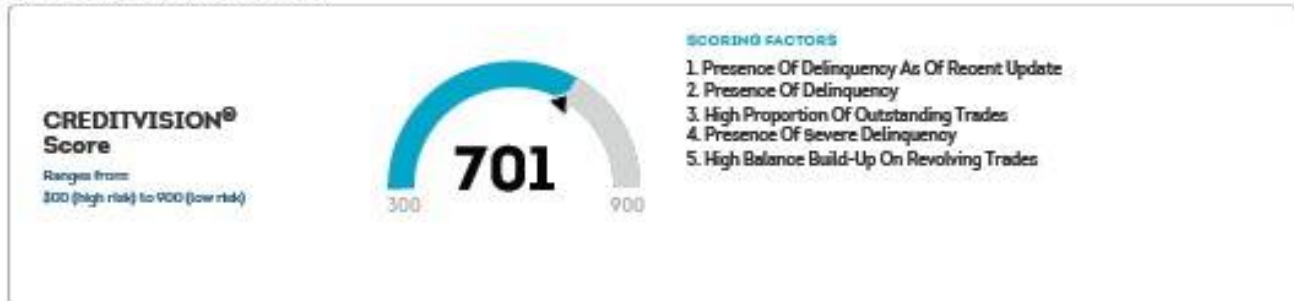 CREDITVISION®
Score
Ranges from:
300 (high risk) to 900 (low risk)
701
300
900
SCORING FACTORS
1. Presence Of Delinquency As Of Recent Update
2. Presence Of Delinquency
3. High Proportion Of Outstanding Trades
4. Presence Of Severe Delinquency
5. High Balance Build-Up On Revolving Trades